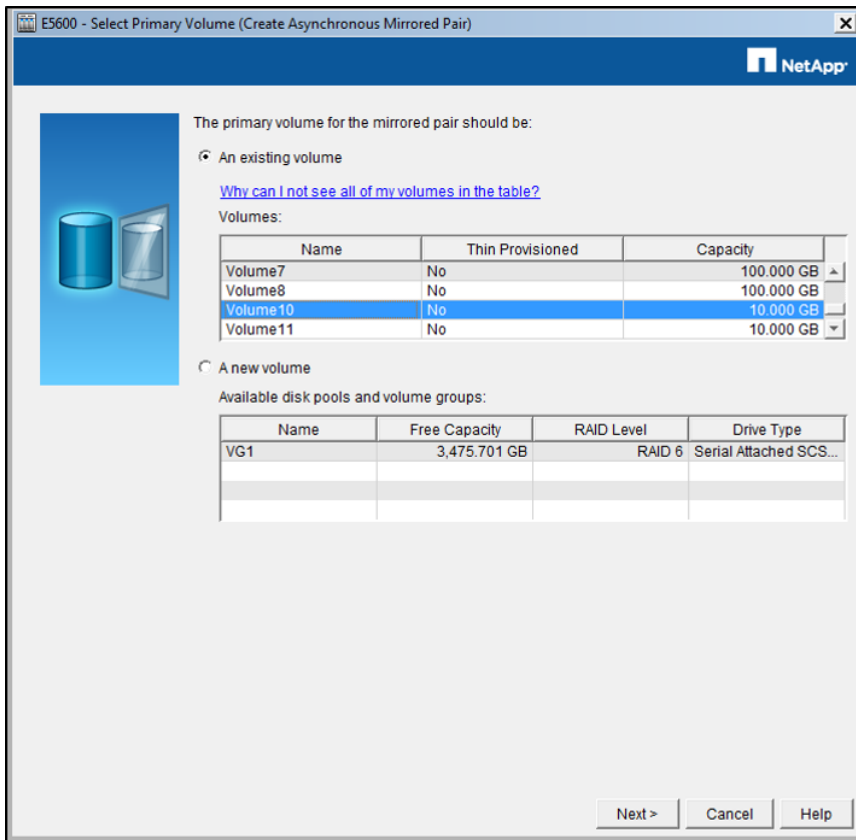 E5600 - Select Primary Volume (Create Asynchronous Mirrored Pair)
NetApp
The primary volume for the mirrored pair should be:
An existing volume
Why can I not see all of my volumes in the table?
Volumes:
Name Thin Provisioned Capacity
Volume7 No 100.000 GB
Volume8 No 100.000 GB
Volume10 No 10.000 GB
Volume11 No 10.000 GB
A new volume
Available disk pools and volume groups:
Name Free Capacity RAID Level Drive Type
VG1 3,475.701 GB RAID 6 Serial Attached SCS...
Next > Cancel Help